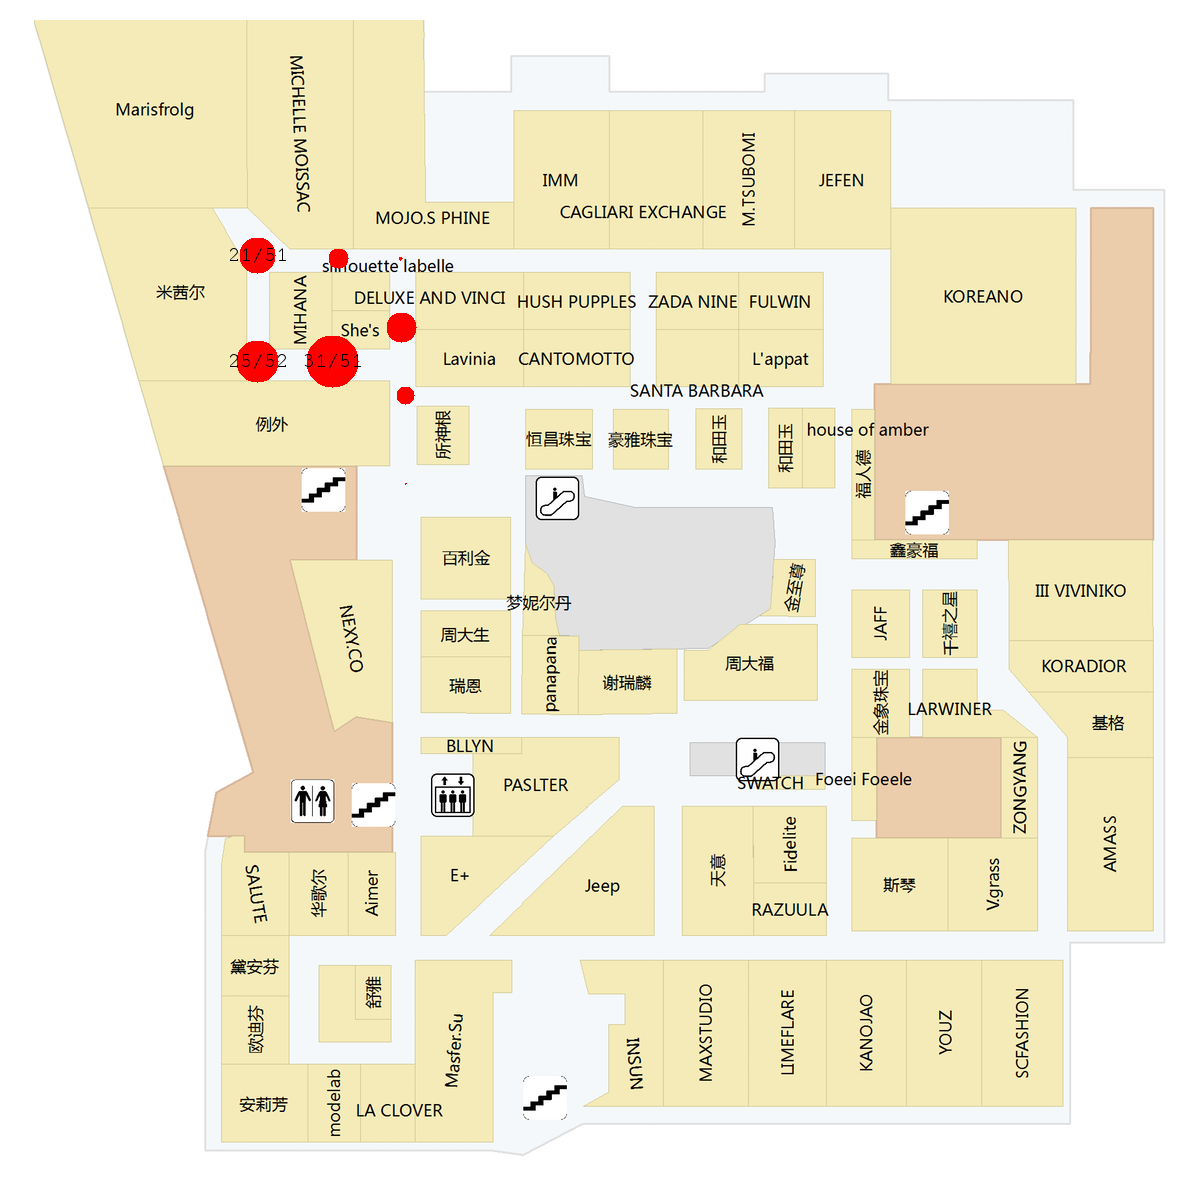 Marisfrolg
MICHELLE MOISSAC
MOJO.S PHINE
IMM
CAGLIARI EXCHANGE
M.TSUBOMI
JEFEN
米茜尔
21/51
silhouette labelle
MIHANA
DELUXE AND VINCI
HUSH PUPPLES
ZADA NINE
FULWIN
KOREANO
She's
25/52
31/51
Lavinia
CANTOMOTTO
L'appat
SANTA BARBARA
例外
所神根
恒昌珠宝
豪雅珠宝
和田玉
和田玉
house of amber
福人德
鑫豪福
百利金
梦妮尔丹
金至尊
III VIVINIKO
NEXY.CO
周大生
JAFF
千禧之星
瑞恩
panapana
谢瑞麟
周大福
KORADIOR
金象珠宝
LARWINER
基格
BLLYN
PASLTER
SWATCH
Foeei Foeele
ZONGYANG
AMASS
SALUTE
华歌尔
Aimer
E+
Jeep
天意
Fidelite
RAZUULA
斯琴
V.grass
黛安芬
舒雅
欧迪芬
Masfer.Su
INSUN
MAXSTUDIO
LIMEFLARE
KANOJAO
YOUZ
SCFASHION
安莉芳
modelab
LA CLOVER